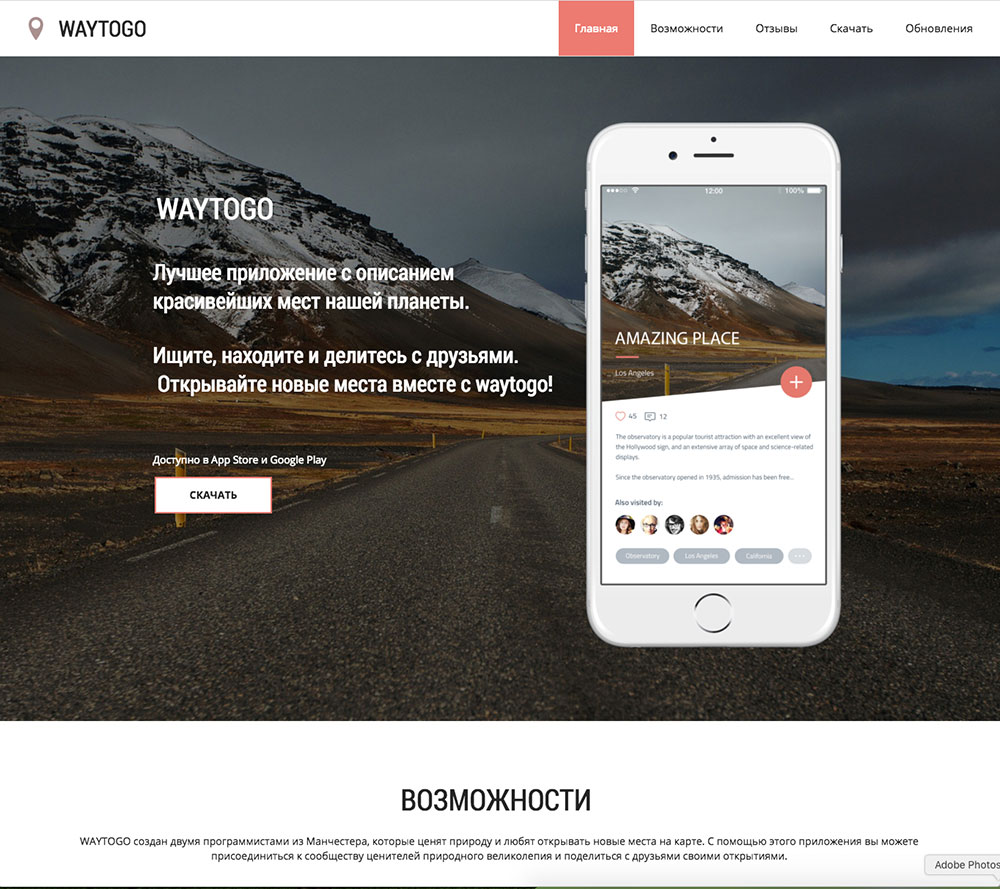 WAYTOGO
Главная
Возможности
Отзывы
Скачать
Обновления
WAYTOGO
Лучшее приложение с описанием
красивейших мест нашей планеты.
Ищите, находите и делитесь с друзьями.
Открывайте новые места вместе с waytogo!
Доступно в App Store и Google Play
СКАЧАТЬ
12:00
100%
AMAZING PLACE
Los Angeles
45
12
The observatory is a popular tourist attraction with an excellent view of
the Hollywood sign, and an extensive array of space and science-related
displays.
Since the observatory opened in 1935, admission has been free...
Also visited by:
Observatory
Los Angeles
California
ВОЗМОЖНОСТИ
WAYTOGO создан двумя программистами из Манчестера, которые ценят природу и любят открывать новые места на карте. С помощью этого приложения вы можете
присоединиться к сообществу ценителей природного великолепия и поделиться с друзьями своими открытиями.
Adobe Photos